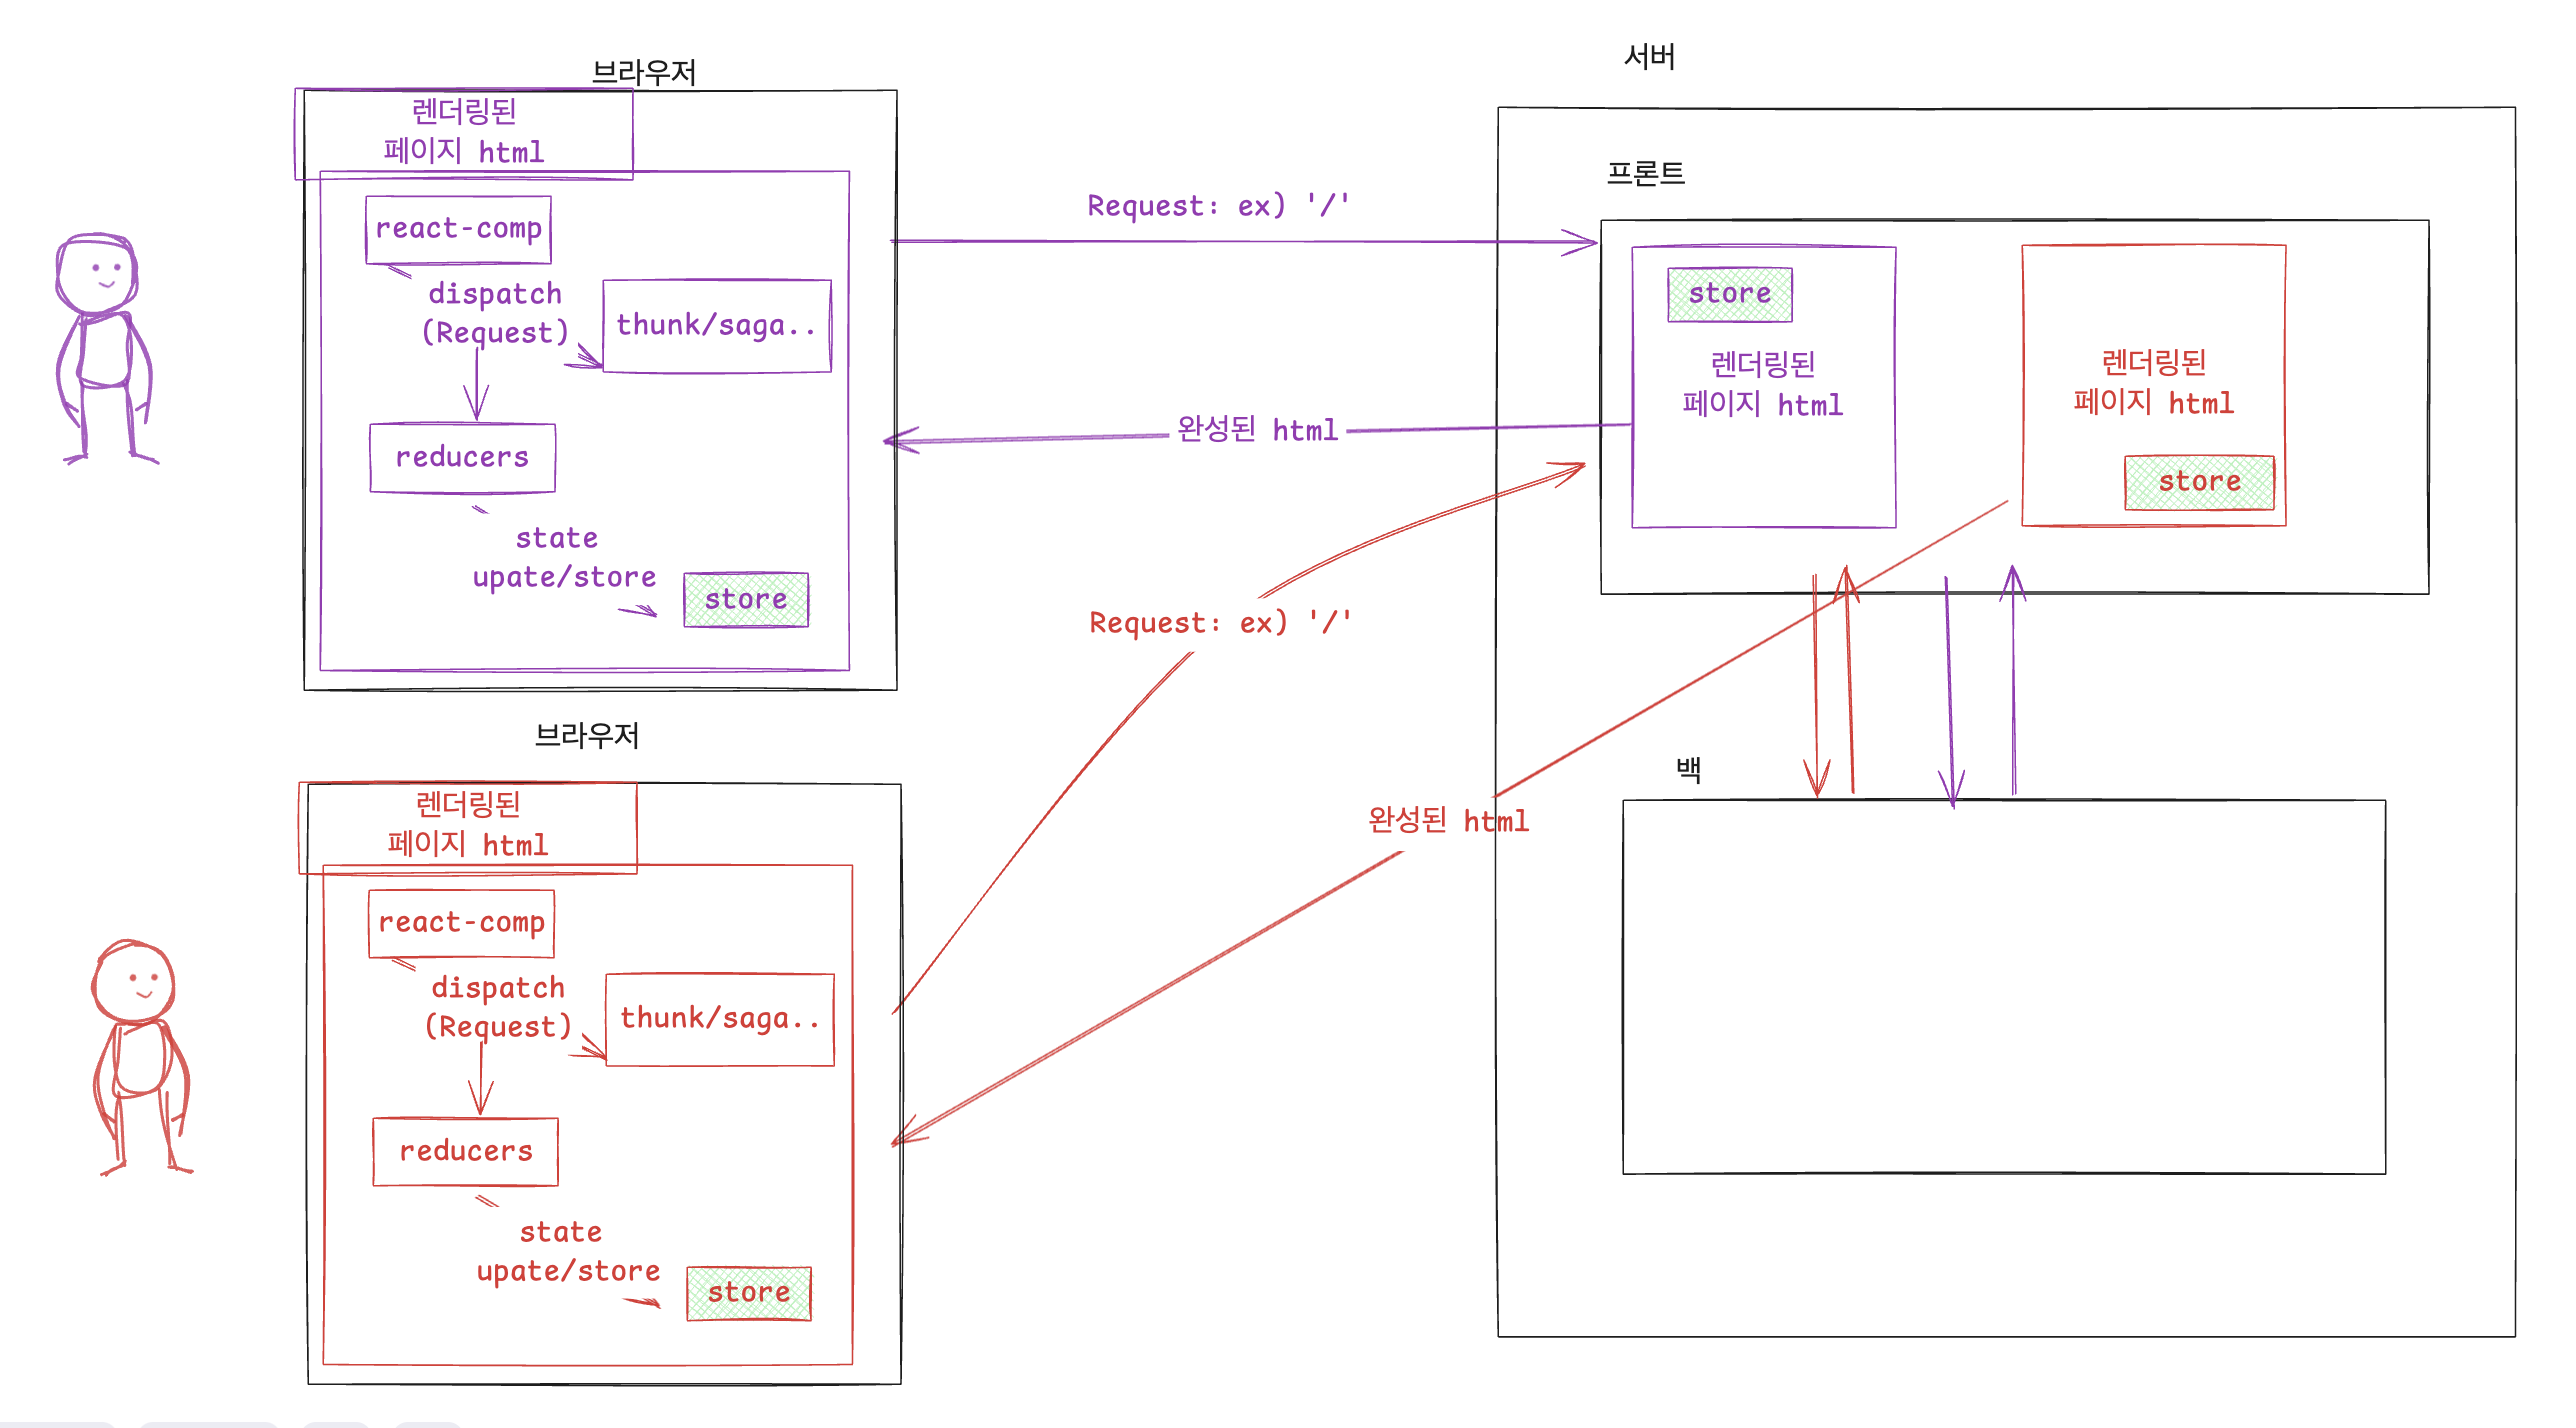 브라우저
렌더링된
페이지 html
react-comp
dispatch
(Request)
thunk/saga..
reducers
state
upate/store
store
Request: ex) '/'
완성된 html
서버
프론트
store
렌더링된
페이지 html
렌더링된
페이지 html
store
브라우저
렌더링된
페이지 html
react-comp
dispatch
(Request)
thunk/saga..
reducers
state
upate/store
store
Request: ex) '/'
완성된 html
백